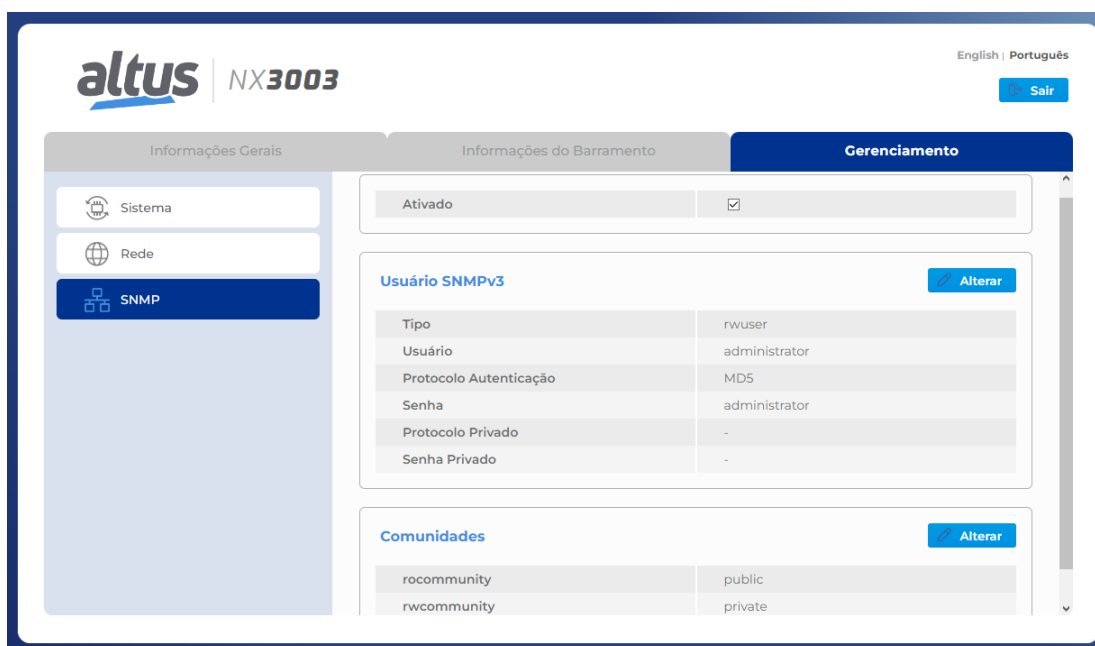 English | Português
altus NX3003
Sair
Informações Gerais Informações do Barramento Gerenciamento
Sistema
Rede
SNMP
Ativado
Usuário SNMPv3 Alterar
Tipo rwuser
Usuário administrator
Protocolo Autenticação MD5
Senha administrator
Protocolo Privado -
Senha Privado -
Comunidades Alterar
rocommunity public
rwcommunity private